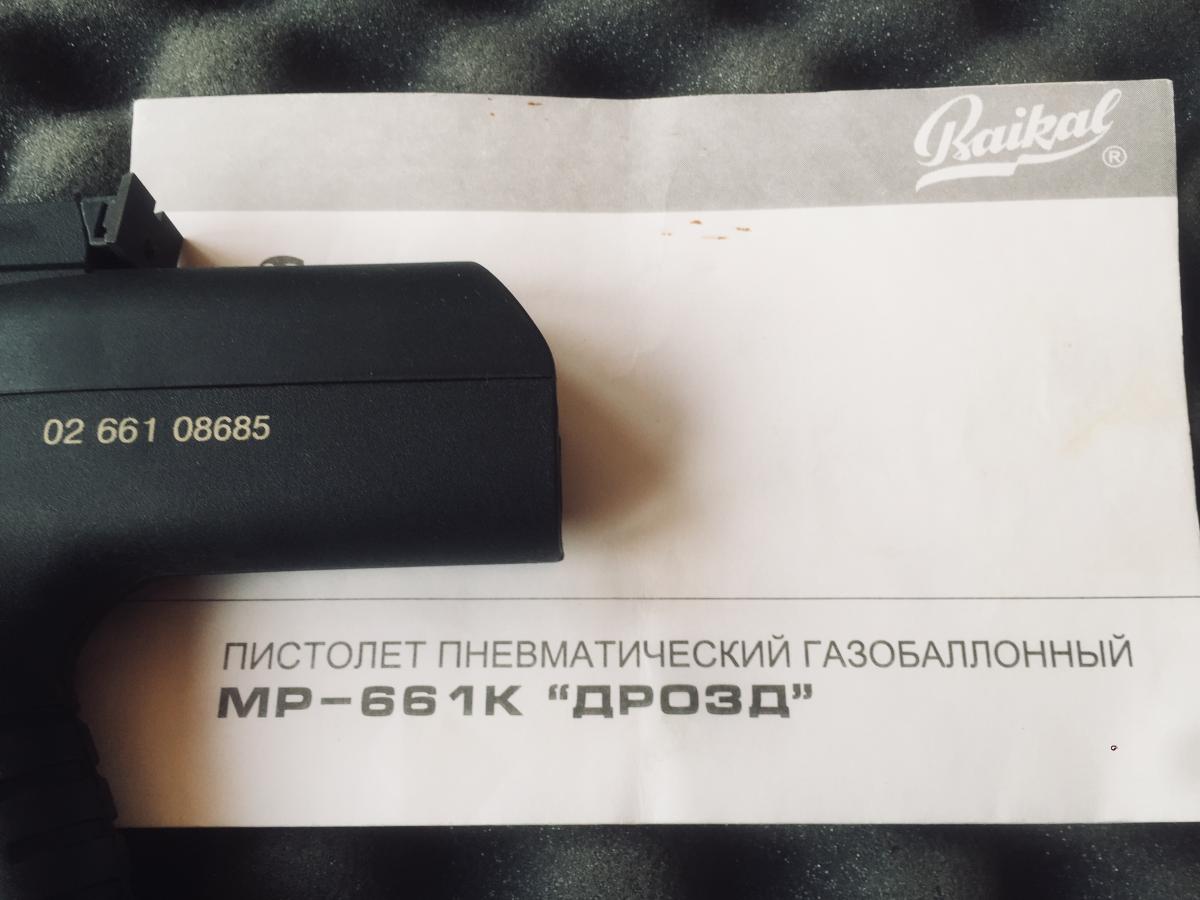 Baikal ®
02 661 08685
ПИСТОЛЕТ ПНЕВМАТИЧЕСКИЙ ГАЗОБАЛЛОННЫЙ
МР-661К “ДРОЗД”